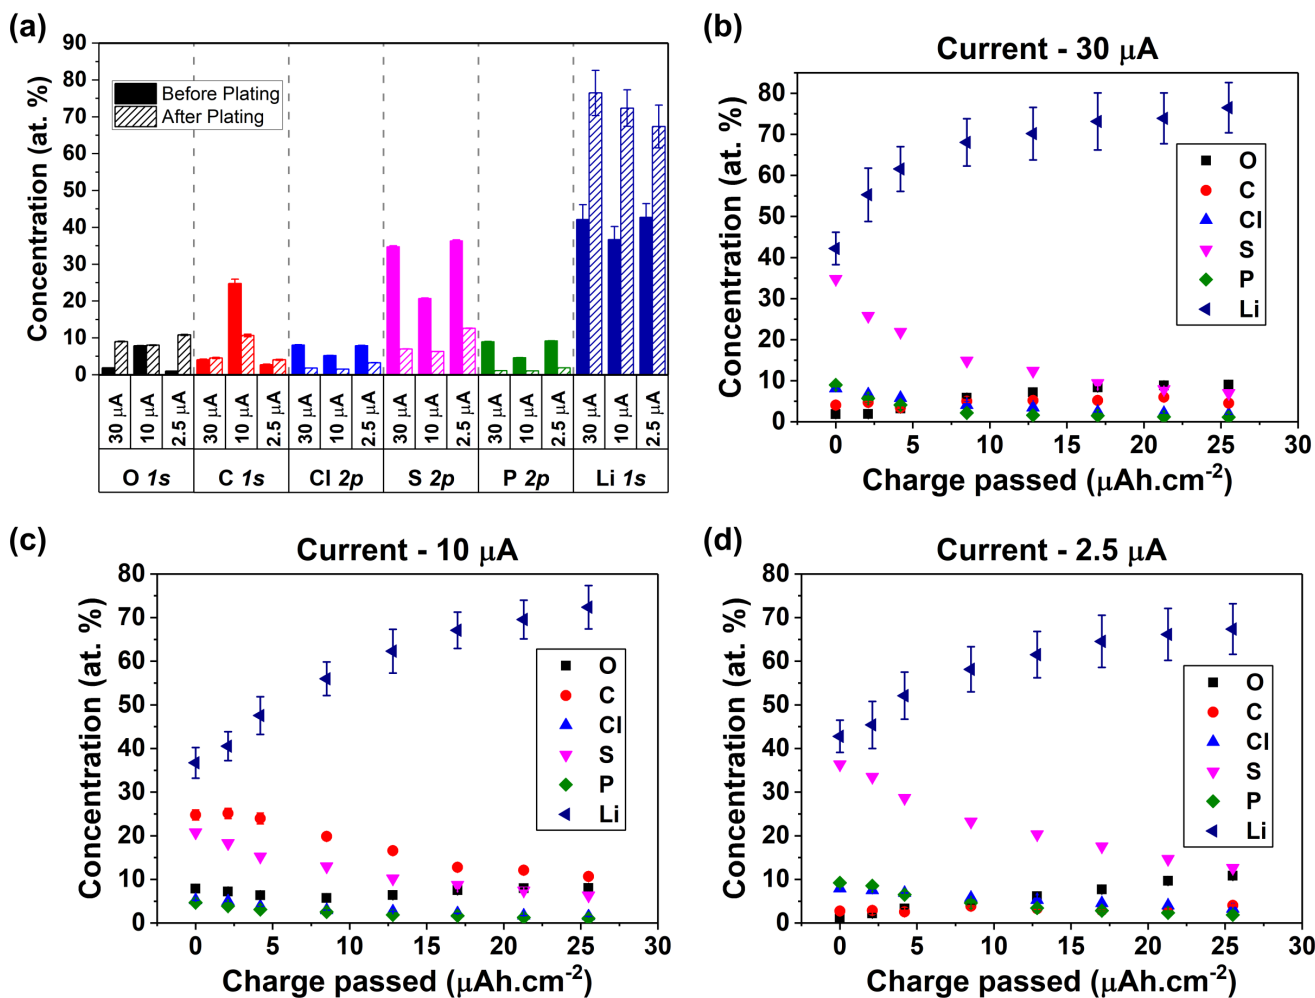 (a)
90
80
70
60
50
40
30
20
10
0
Concentration (at. %)
Before Plating
After Plating
30 µA
10 µA
2.5 µA
30 µA
10 µA
2.5 µA
30 µA
10 µA
2.5 µA
30 µA
10 µA
2.5 µA
30 µA
10 µA
2.5 µA
30 µA
10 µA
2.5 µA
O 1s
C 1s
Cl 2p
S 2p
P 2p
Li 1s
(b)
Current - 30 µA
80
70
60
50
40
30
20
10
0
Concentration (at. %)
O
C
Cl
S
P
Li
0 5 10 15 20 25 30
Charge passed (µAh.cm-2)
(c)
Current - 10 µA
80
70
60
50
40
30
20
10
0
Concentration (at. %)
O
C
Cl
S
P
Li
0 5 10 15 20 25 30
Charge passed (µAh.cm-2)
(d)
Current - 2.5 µA
80
70
60
50
40
30
20
10
0
Concentration (at. %)
O
C
Cl
S
P
Li
0 5 10 15 20 25 30
Charge passed (µAh.cm-2)